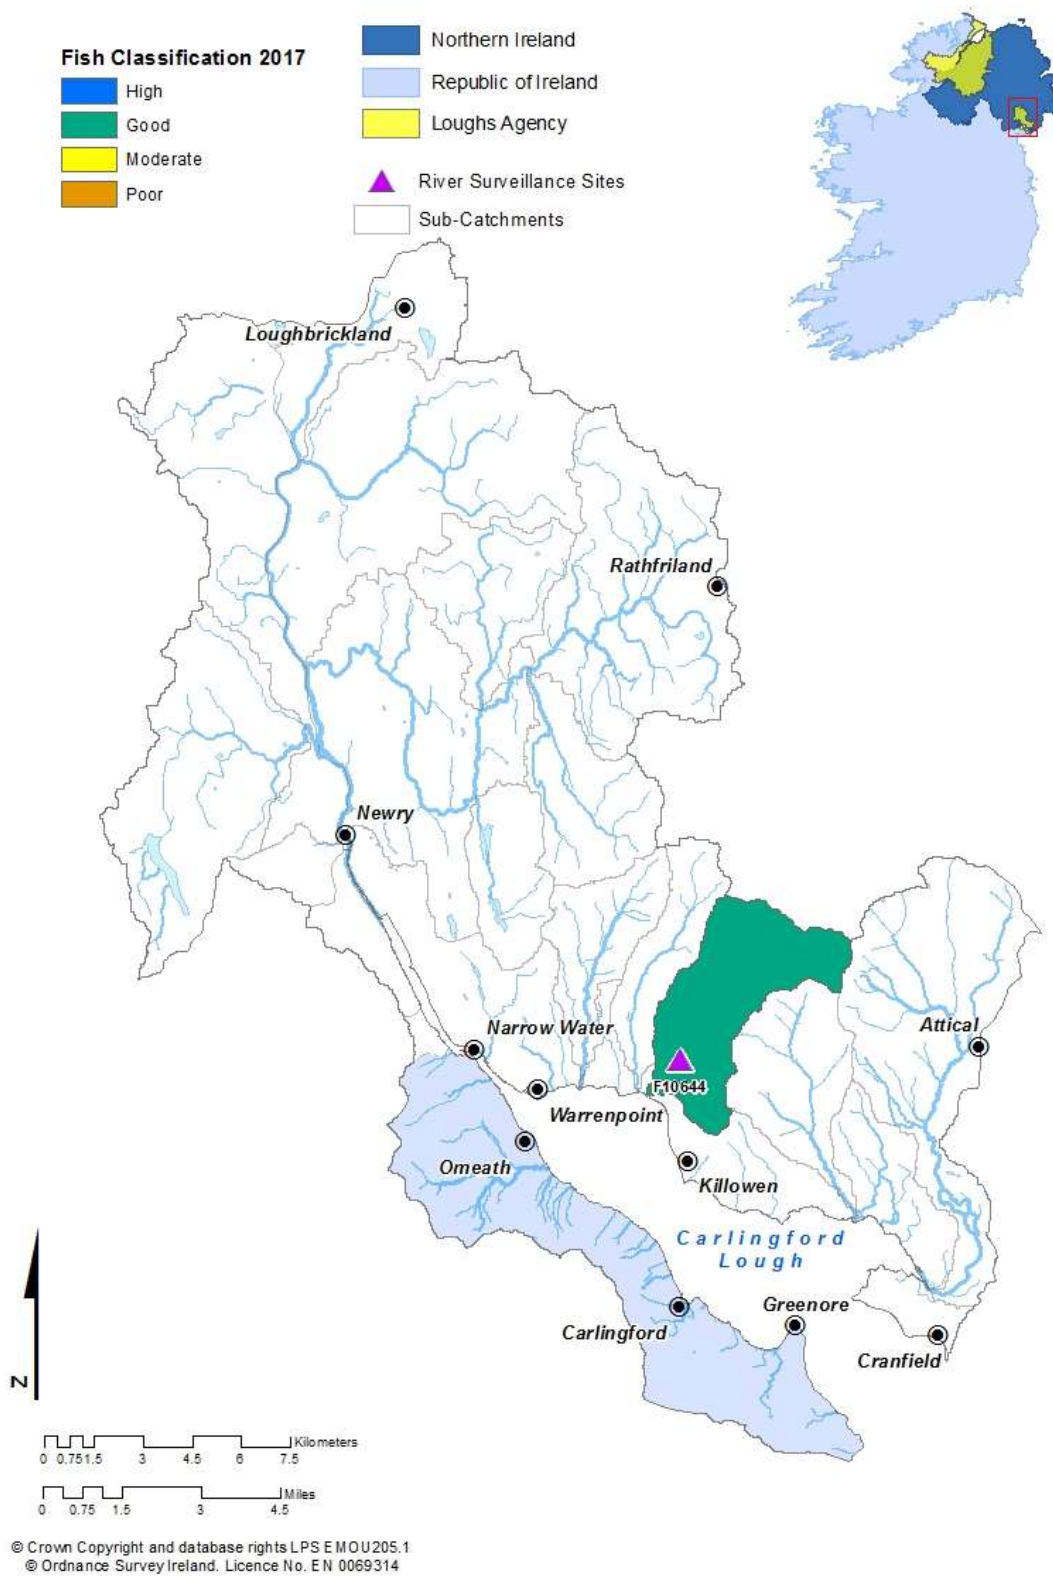 Fish Classification 2017
High
Good
Moderate
Poor
Northern Ireland
Republic of Ireland
Loughs Agency
River Surveillance Sites
Sub-Catchments
Loughbrickland
Rathfriland
Newry
Narrow Water
Attical
F10644
Warrenpoint
Omeath
Killowen
Carlingford
Lough
Greenore
Carlingford
Cranfield
N
Kilometers
0 0.75 1.5 3 4.5 6 7.5
Miles
0 0.75 1.5 3 4.5
© Crown Copyright and database rights LPS EMOU205.1
© Ordnance Survey Ireland. Licence No. EN 0069314